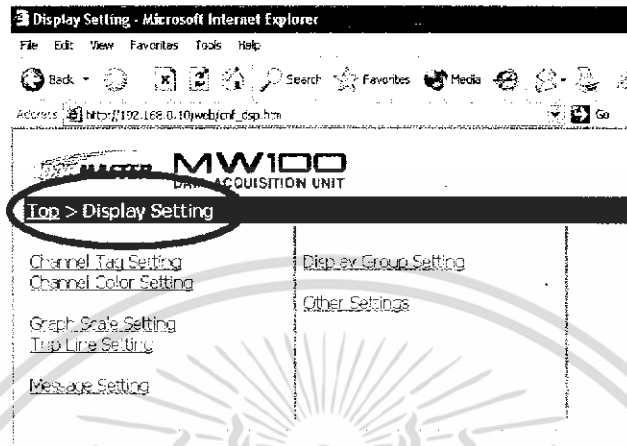 Display Setting - Microsoft Internet Explorer
File Edit View Favorites Tools Help
Back Search Favorites Media
Address http://192.168.0.10/web/cnf_dsp.htm Go
MASTER MW100
DATA ACQUISITION UNIT
Top > Display Setting
Channel Tag Setting
Channel Color Setting
Graph Scale Setting
Trip Line Setting
Message Setting
Display Group Setting
Other Settings